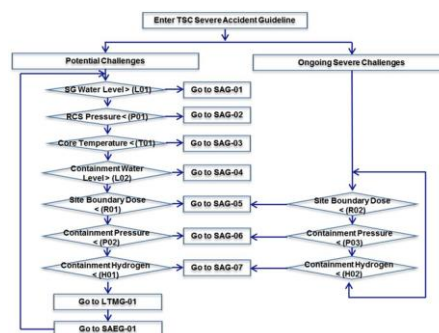 Enter TSC Severe Accident Guideline
Potential Challenges
Ongoing Severe Challenges
SG Water Level > (L01)
Go to SAG-01
RCS Pressure < (P01)
Go to SAG-02
Core Temperature < (T01)
Go to SAG-03
Containment Water
Level > (L02)
Go to SAG-04
Site Boundary Dose
< (R01)
Go to SAG-05
Site Boundary Dose
< (R02)
Containment Pressure
< (P02)
Go to SAG-06
Containment Pressure
< (P03)
Containment Hydrogen
< (H01)
Go to SAG-07
Containment Hydrogen
< (H02)
Go to LTMG-01
Go to SAEG-01